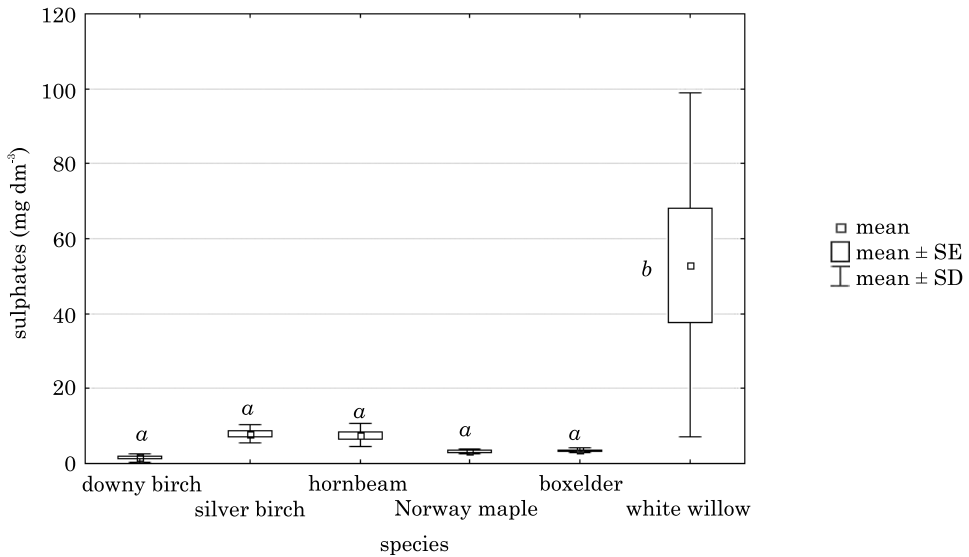 120
100
80
60
40
20
0
sulphates (mg dm⁻³)
a
a
a
a
a
b
downy birch
silver birch
hornbeam
Norway maple
boxelder
white willow
species
mean
mean ± SE
mean ± SD